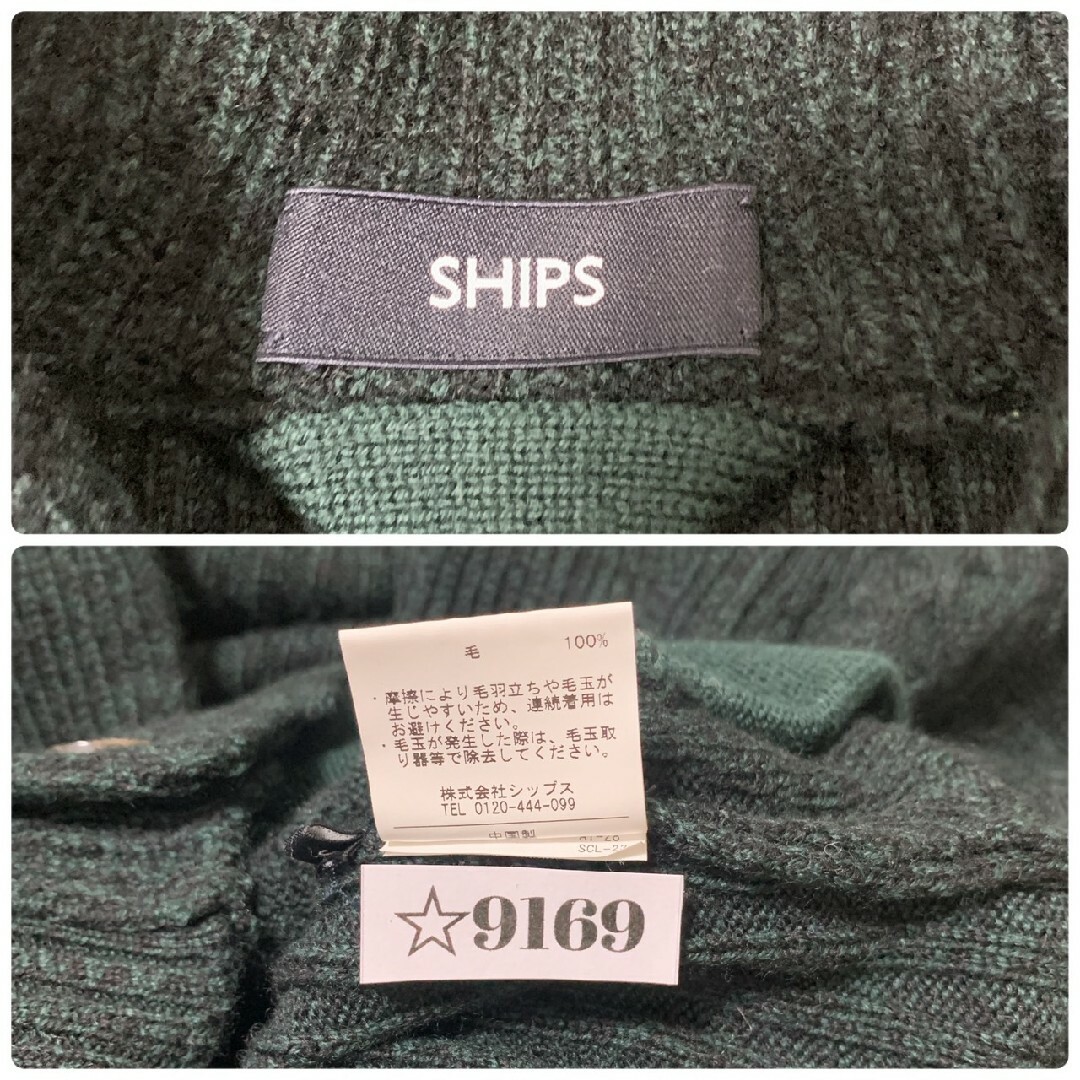 SHIPS
毛 100%
・摩擦により毛羽立ちや毛玉が
生じやすいため、連続着用は
お避けください。
・毛玉が発生した際は、毛玉取
り器等で除去してください。
株式会社シップス
TEL 0120-444-099
中国製
☆9169